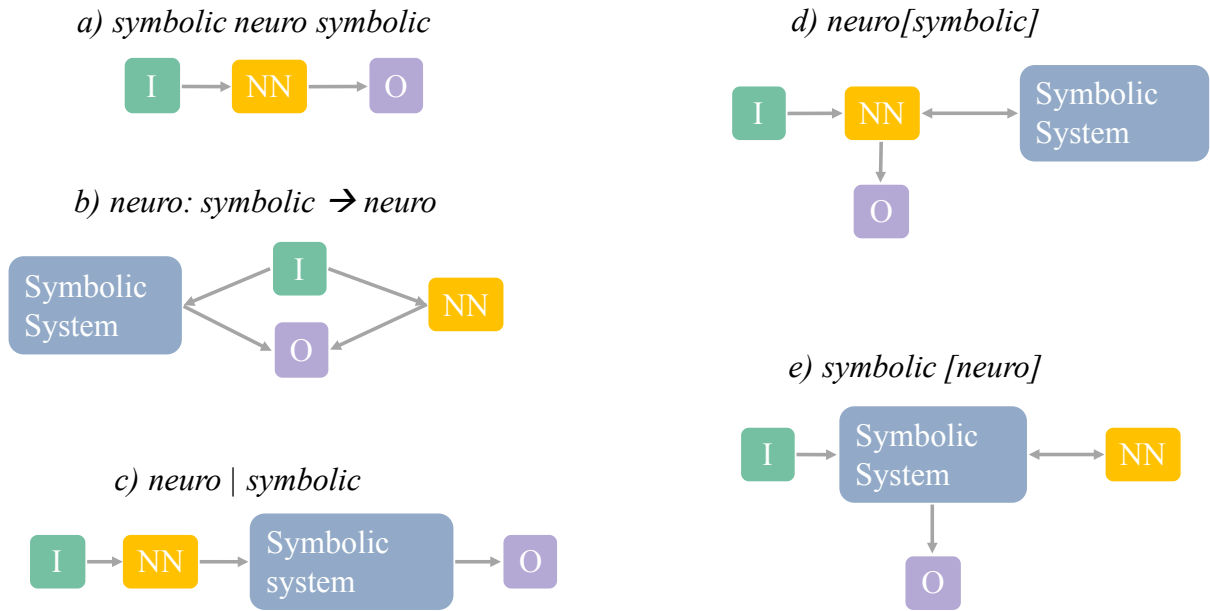 a) symbolic neuro symbolic
I
NN
O
b) neuro: symbolic → neuro
Symbolic
System
I
NN
O
c) neuro | symbolic
I
NN
Symbolic
system
O
d) neuro[symbolic]
I
NN
Symbolic
System
O
e) symbolic [neuro]
I
Symbolic
System
NN
O